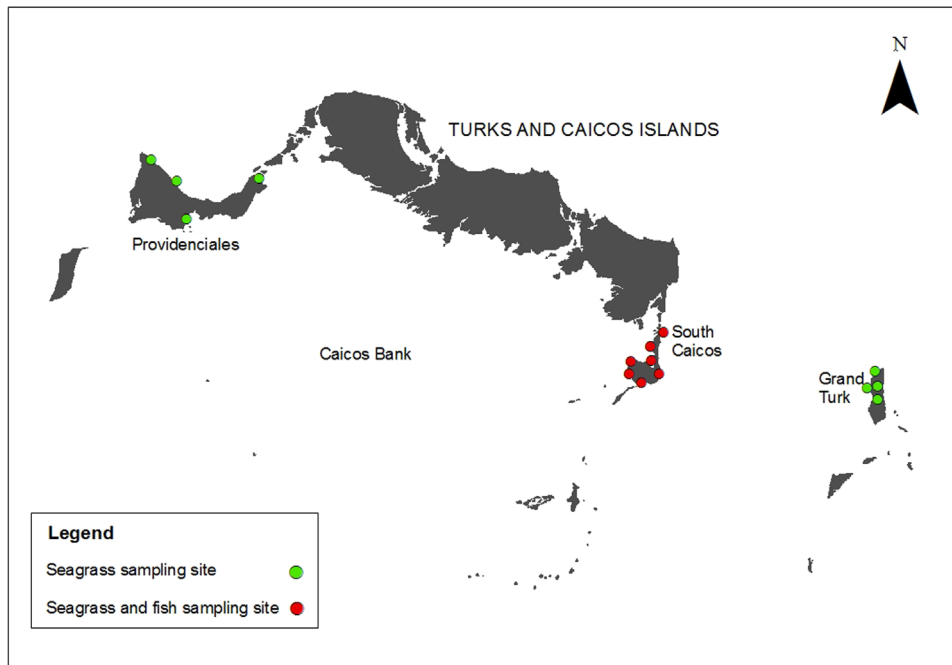 N
TURKS AND CAICOS ISLANDS
Providenciales
Caicos Bank
South
Caicos
Grand
Turk
Legend
Seagrass sampling site
Seagrass and fish sampling site